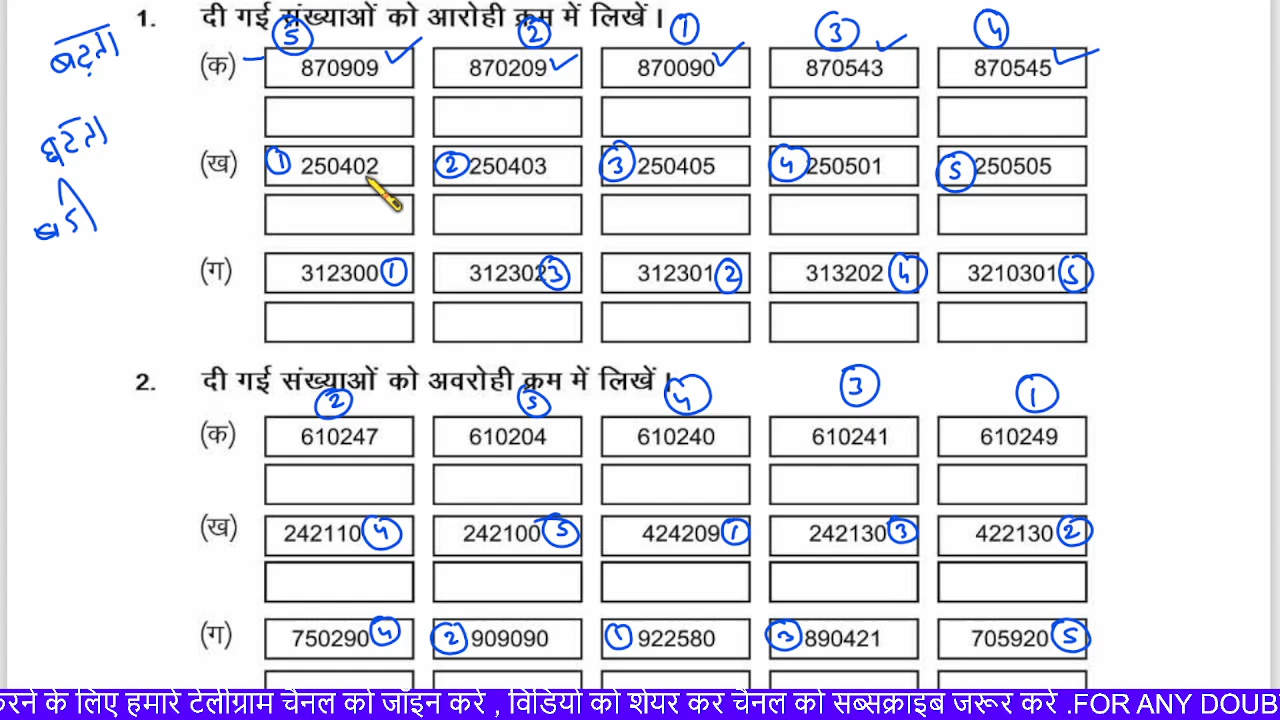 1. दी गई संख्याओं को आरोही क्रम में लिखें।
बढ़ता
5 2 1 3 4
(क) 870909 870209 870090 870543 870545
घटता
(ख) 1 250402 2 250403 3 250405 4 250501 5 250505
(ग) 312300 1 312302 3 312301 2 313202 4 3210301 5
2. दी गई संख्याओं को अवरोही क्रम में लिखें।
2 5 4 3 1
(क) 610247 610204 610240 610241 610249
(ख) 242110 4 242100 5 424209 1 242130 3 422130 2
(ग) 750290 4 2 909090 1 922580 3 890421 705920 5
करने के लिए हमारे टेलीग्राम चैनल को जॉइन करे , विडियो को शेयर कर चैनल को सब्सक्राइब जरूर करे .FOR ANY DOUB